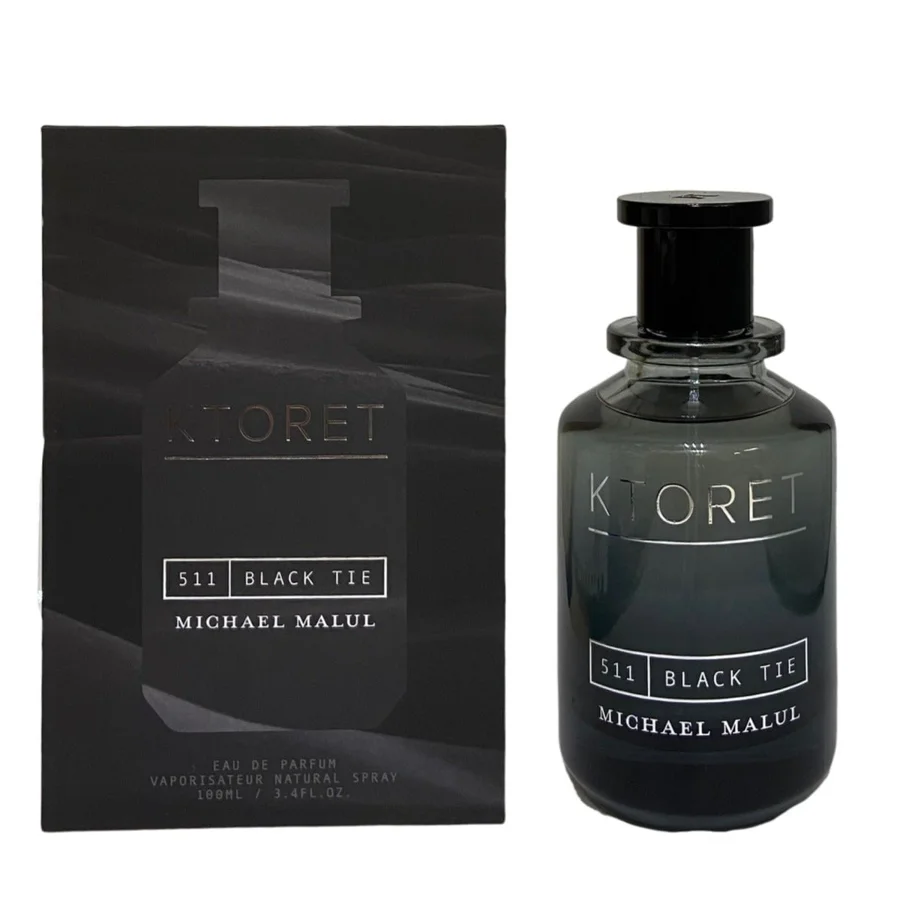 KTORET
511 BLACK TIE
MICHAEL MALUL
EAU DE PARFUM
VAPORISATEUR NATURAL SPRAY
100ML / 3.4FL.OZ.
KTORET
511 BLACK TIE
MICHAEL MALUL